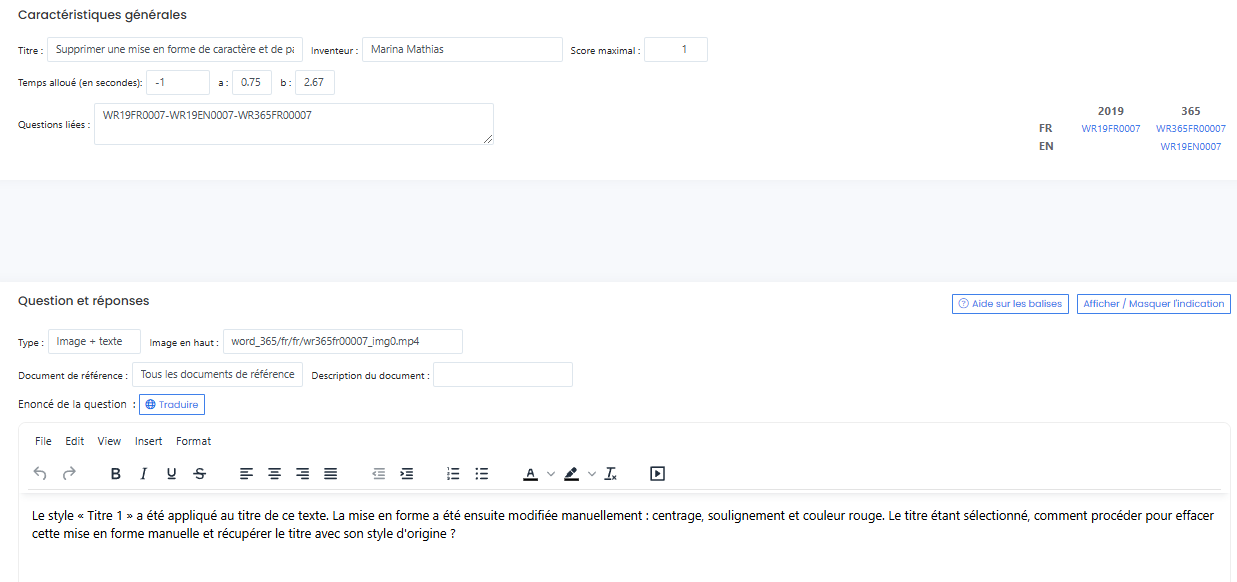 Caractéristiques générales
Titre : Supprimer une mise en forme de caractère et de pa Inventeur : Marina Mathias Score maximal : 1
Temps alloué (en secondes): -1 a : 0.75 b : 2.67
Questions liées : WR19FR0007-WR19EN0007-WR365FR00007
2019 365
FR WR19FR0007 WR365FR00007
EN WR19EN0007
Question et réponses
Aide sur les balises Afficher / Masquer l'indication
Type : Image + texte Image en haut : word_365/fr/fr/wr365fr00007_img0.mp4
Document de référence : Tous les documents de référence Description du document :
Enoncé de la question : Traduire
File Edit View Insert Format
Le style « Titre 1 » a été appliqué au titre de ce texte. La mise en forme a été ensuite modifiée manuellement : centrage, soulignement et couleur rouge. Le titre étant sélectionné, comment procéder pour effacer
cette mise en forme manuelle et récupérer le titre avec son style d'origine ?